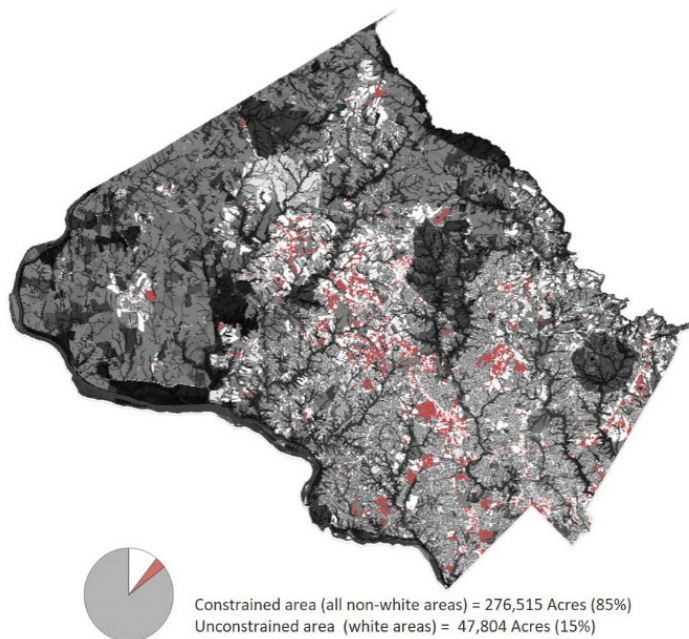 Constrained area (all non-white areas) = 276,515 Acres (85%)
Unconstrained area (white areas) = 47,804 Acres (15%)